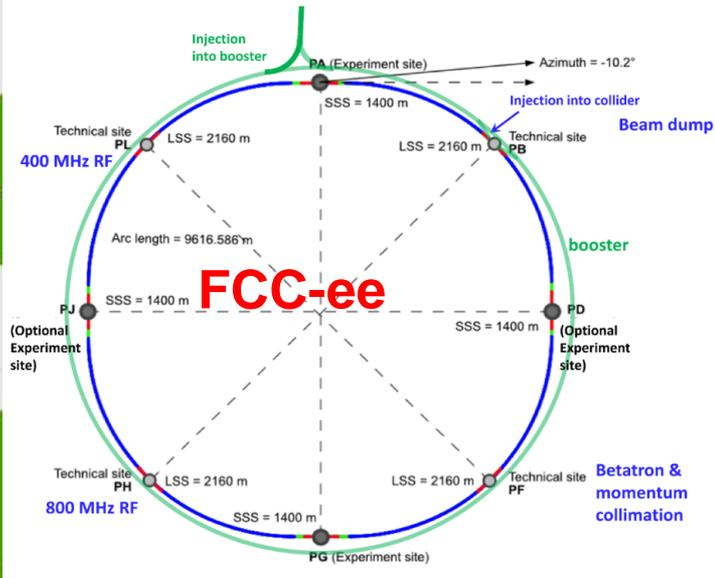 Injection
into booster
PA (Experiment site)
Azimuth = -10.2°
SSS = 1400 m
Injection into collider
Beam dump
Technical site
PL
LSS = 2160 m
400 MHz RF
LSS = 2160 m
Technical site
PB
Arc length = 9616.586 m
booster
FCC-ee
PJ
SSS = 1400 m
(Optional
Experiment
site)
PD
SSS = 1400 m
(Optional
Experiment
site)
Technical site
PH
LSS = 2160 m
800 MHz RF
LSS = 2160 m
Technical site
PF
Betatron &
momentum
collimation
SSS = 1400 m
PG (Experiment site)